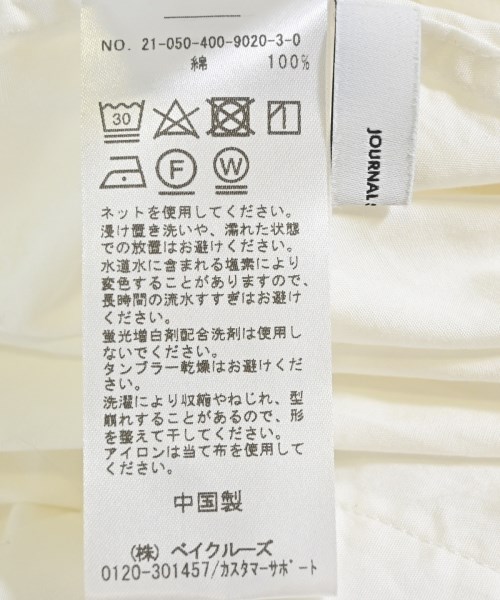 NO. 21-050-400-9020-3-0
綿 100%
30
F W
ネットを使用してください。
浸け置き洗いや、濡れた状態
での放置はお避けください。
水道水に含まれる塩素により
変色することがありますので、
長時間の流水すすぎはお避け
ください。
蛍光増白剤配合洗剤は使用し
ないでください。
タンブラー乾燥はお避けくだ
さい。
洗濯により収縮やねじれ、型
崩れすることがあるので、形
を整えて干してください。
アイロンは当て布を使用して
ください。
中国製
(株) ベイクルーズ
0120-301457/カスタマーサポート
JOURNAL